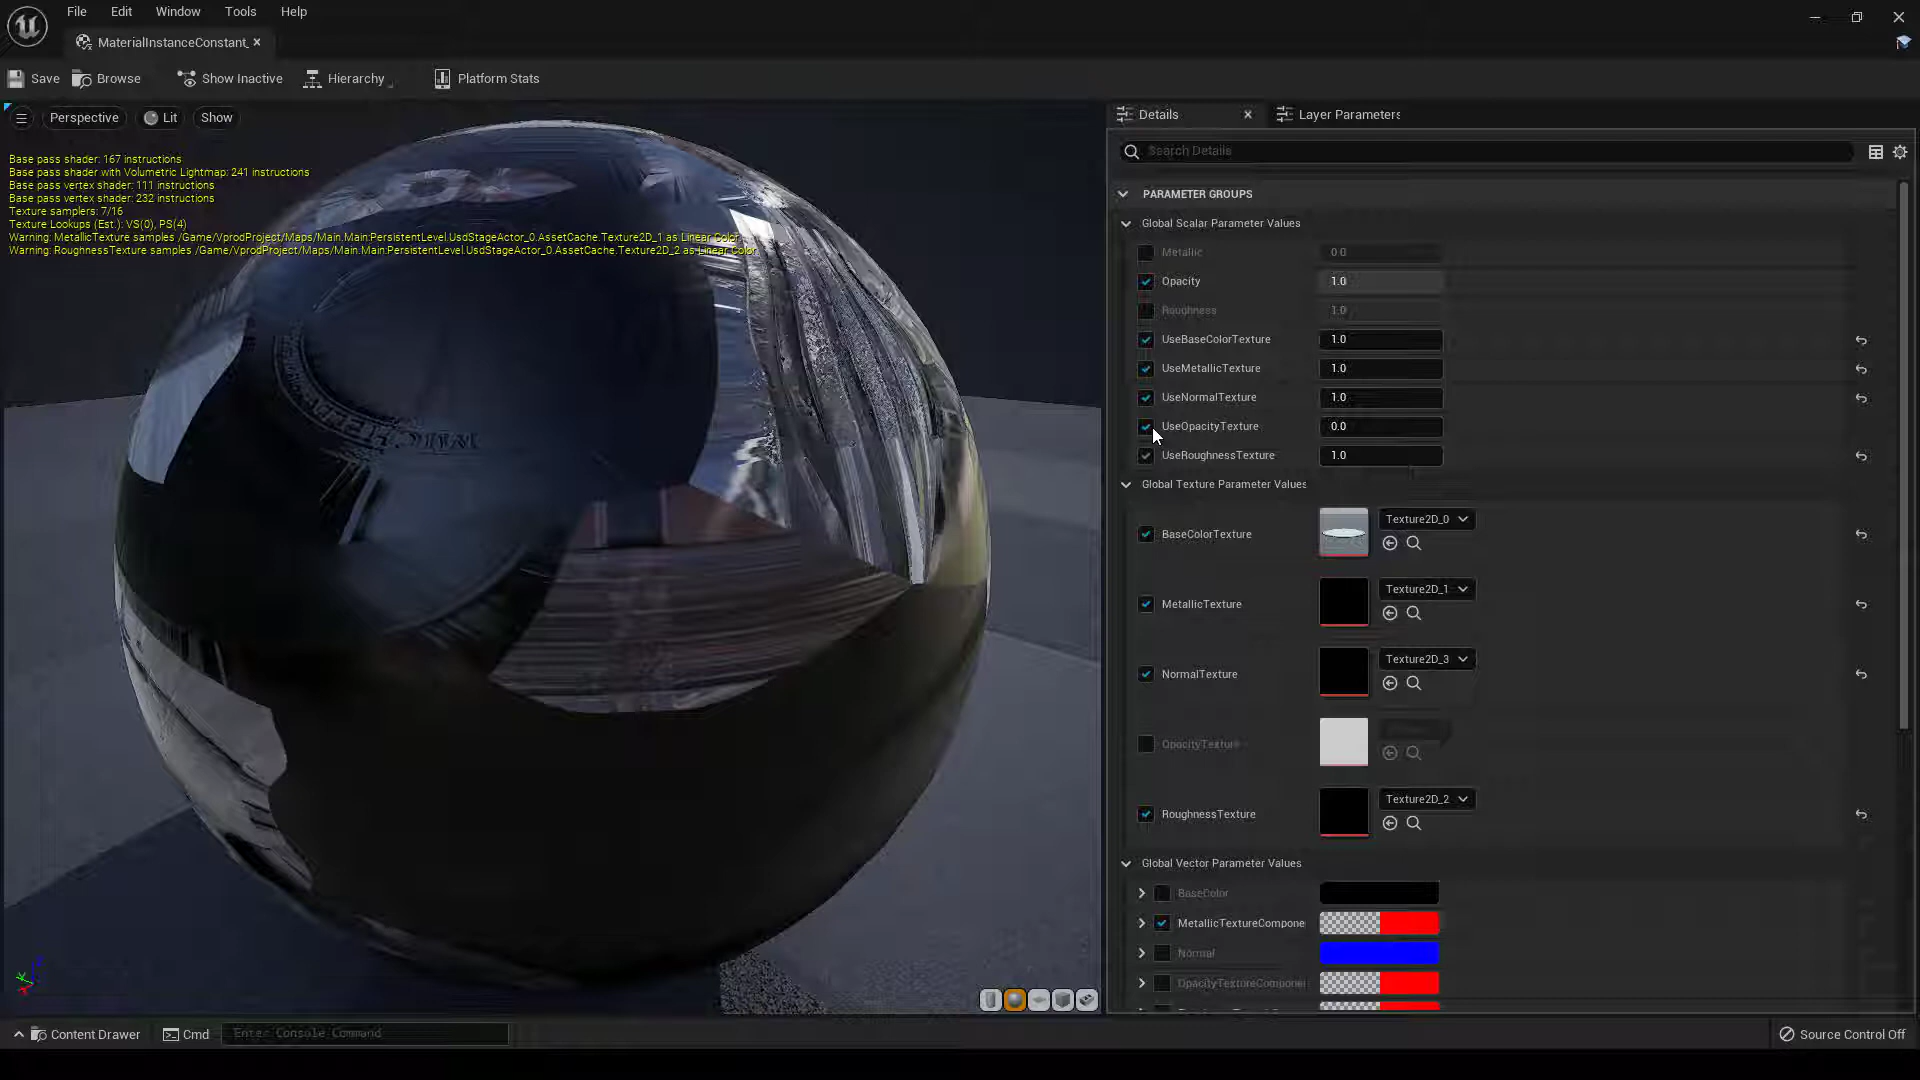 File Edit Window Tools Help
MaterialInstanceConstant_
Save Browse Show Inactive Hierarchy Platform Stats
Perspective Lit Show
Base pass shader: 167 instructions
Base pass shader with Volumetric Lightmap: 241 instructions
Base pass vertex shader: 111 instructions
Base pass vertex shader: 232 instructions
Texture samplers: 7/16
Texture Lookups (Est.): VS(0), PS(4)
Warning: MetallicTexture samples /Game/VprodProject/Maps/Main.Main:PersistentLevel.UsdStageActor_0.AssetCache.Texture2D_1 as Linear Color.
Warning: RoughnessTexture samples /Game/VprodProject/Maps/Main.Main:PersistentLevel.UsdStageActor_0.AssetCache.Texture2D_2 as Linear Color.
Details Layer Parameters
Search Details
PARAMETER GROUPS
Global Scalar Parameter Values
Metallic 0.0
Opacity 1.0
Roughness 1.0
UseBaseColorTexture 1.0
UseMetallicTexture 1.0
UseNormalTexture 1.0
UseOpacityTexture 0.0
UseRoughnessTexture 1.0
Global Texture Parameter Values
BaseColorTexture Texture2D_0
MetallicTexture Texture2D_1
NormalTexture Texture2D_3
OpacityTexture
RoughnessTexture Texture2D_2
Global Vector Parameter Values
BaseColor
MetallicTextureCompone
Normal
OpacityTextureComponei
Content Drawer Cmd Enter Console Command Source Control Off